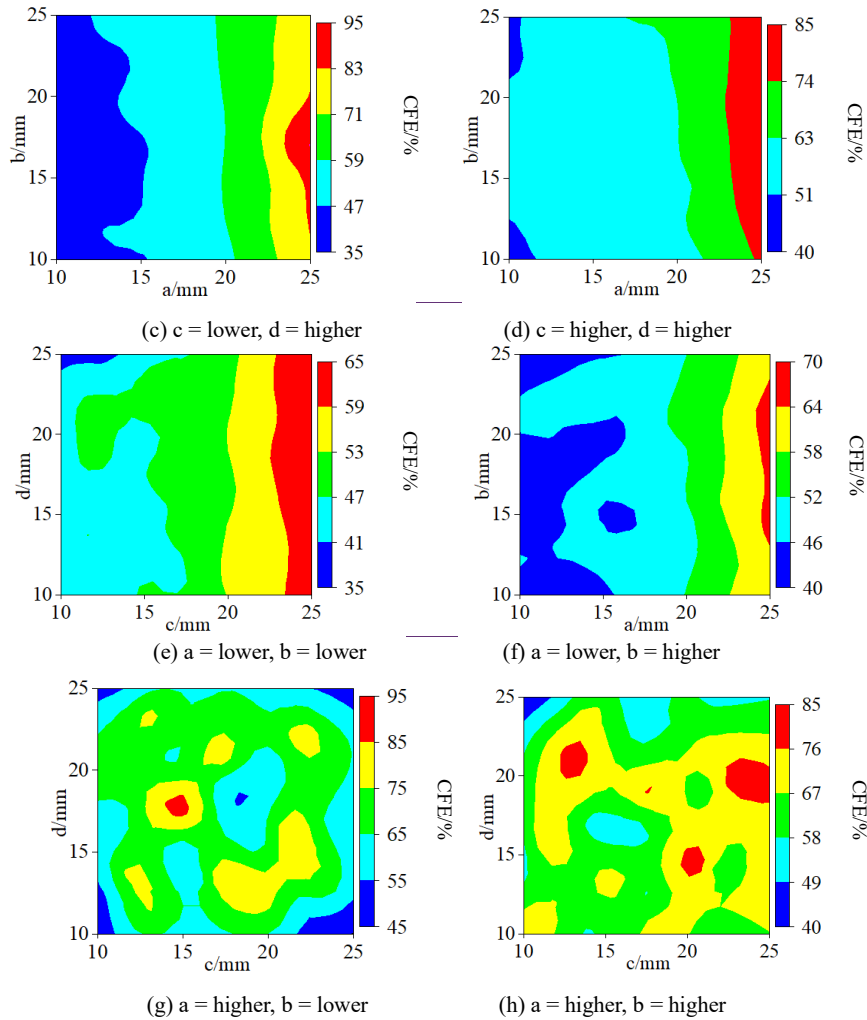 25
20
15
10
b/mm
10 15 20 25
a/mm
95
83
71
59
47
35
CFE/%
25
20
15
10
b/mm
10 15 20 25
a/mm
85
74
63
51
40
CFE/%
(c) c = lower, d = higher
(d) c = higher, d = higher
25
20
15
10
d/mm
10 15 20 25
c/mm
65
59
53
47
41
35
CFE/%
25
20
15
10
b/mm
10 15 20 25
a/mm
70
64
58
52
46
40
CFE/%
(e) a = lower, b = lower
(f) a = lower, b = higher
25
20
15
10
d/mm
10 15 20 25
c/mm
95
85
75
65
55
45
CFE/%
25
20
15
10
d/mm
10 15 20 25
c/mm
85
76
67
58
49
40
CFE/%
(g) a = higher, b = lower
(h) a = higher, b = higher